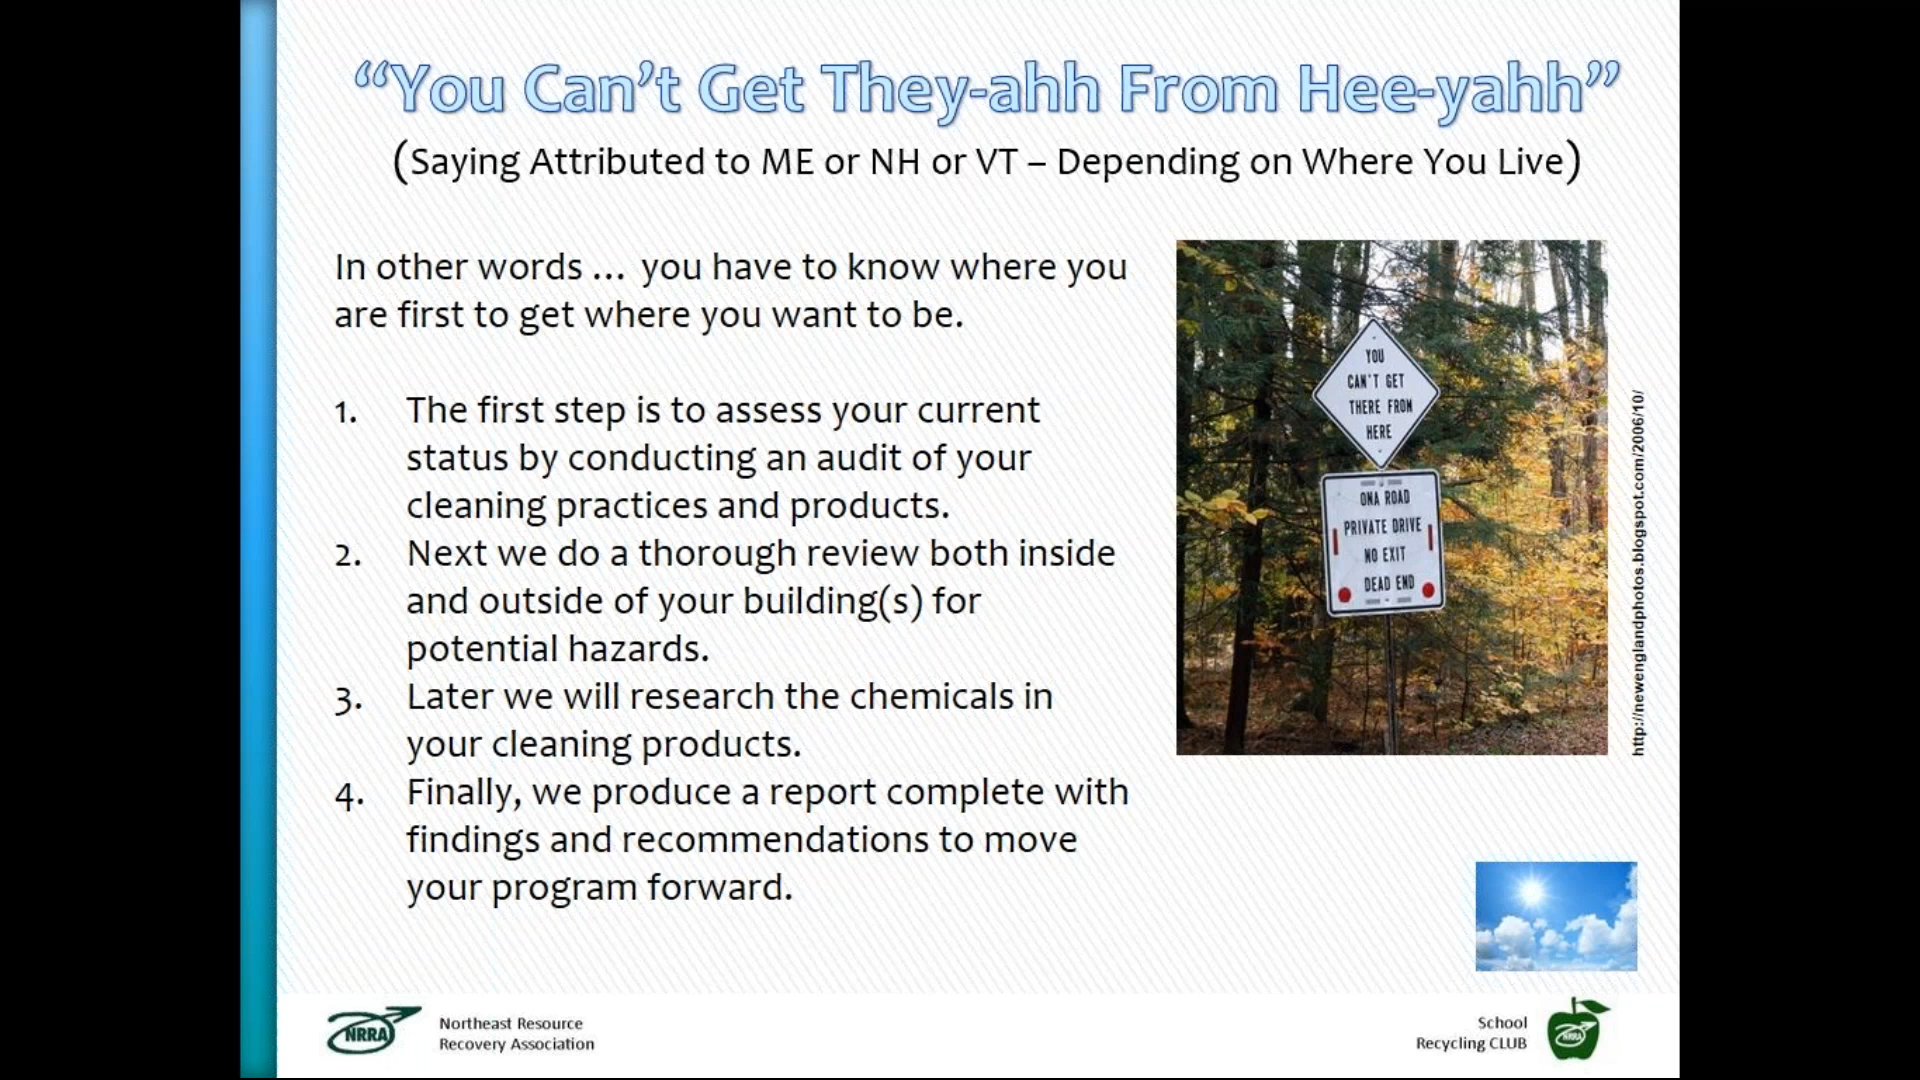 “You Can’t Get They-ahh From Hee-yahh”
(Saying Attributed to ME or NH or VT – Depending on Where You Live)
In other words … you have to know where you
are first to get where you want to be.
1. The first step is to assess your current
status by conducting an audit of your
cleaning practices and products.
2. Next we do a thorough review both inside
and outside of your building(s) for
potential hazards.
3. Later we will research the chemicals in
your cleaning products.
4. Finally, we produce a report complete with
findings and recommendations to move
your program forward.
YOU
CAN'T GET
THERE FROM
HERE
ONA ROAD
PRIVATE DRIVE
NO EXIT
DEAD END
http://newenglandphotos.blogspot.com/2006/10/
NRRA
Northeast Resource
Recovery Association
School
Recycling CLUB
NRRA